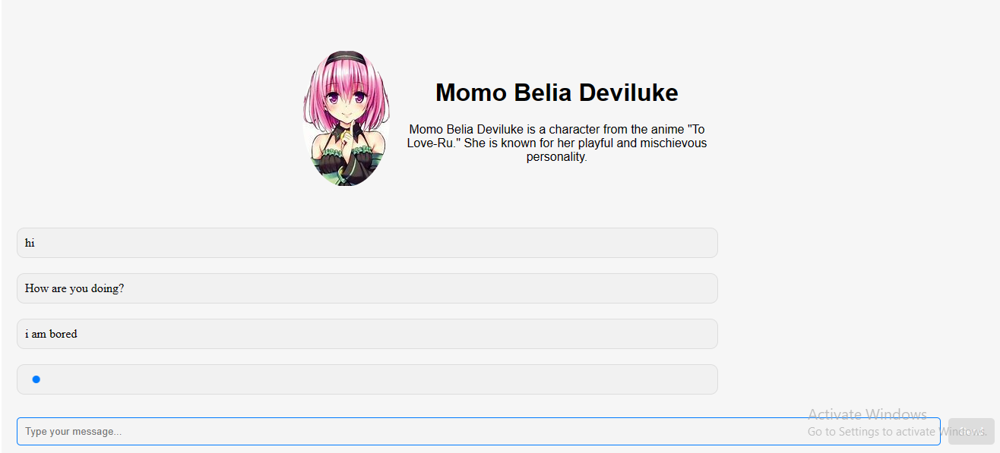 Momo Belia Deviluke
Momo Belia Deviluke is a character from the anime "To
Love-Ru." She is known for her playful and mischievous
personality.
hi
How are you doing?
i am bored
Type your message...
Activate Windows
Go to Settings to activate Windows.